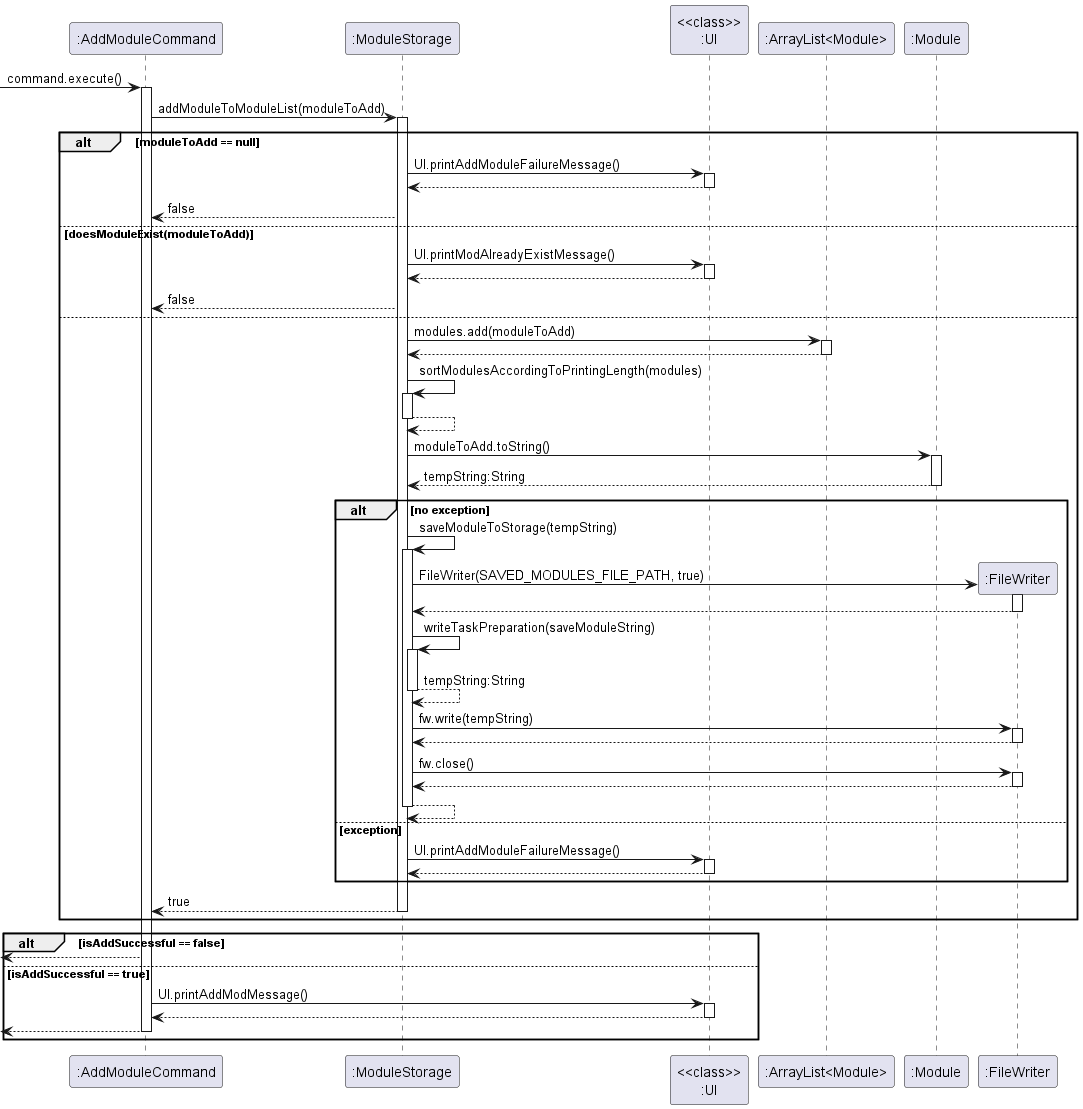 <<class>>
:AddModuleCommand :ModuleStorage :UI :ArrayList<Module> :Module
command.execute()
addModuleToModuleList(moduleToAdd)
alt [moduleToAdd == null]
UI.printAddModuleFailureMessage()
false
[doesModuleExist(moduleToAdd)]
UI.printModAlreadyExistMessage()
false
modules.add(moduleToAdd)
sortModulesAccordingToPrintingLength(modules)
moduleToAdd.toString()
tempString:String
alt [no exception]
saveModuleToStorage(tempString)
FileWriter(SAVED_MODULES_FILE_PATH, true) :FileWriter
writeTaskPreparation(saveModuleString)
tempString:String
fw.write(tempString)
fw.close()
[exception]
UI.printAddModuleFailureMessage()
true
alt [isAddSuccessful == false]
[isAddSuccessful == true]
UI.printAddModMessage()
:AddModuleCommand :ModuleStorage <<class>> :ArrayList<Module> :Module :FileWriter
:UI